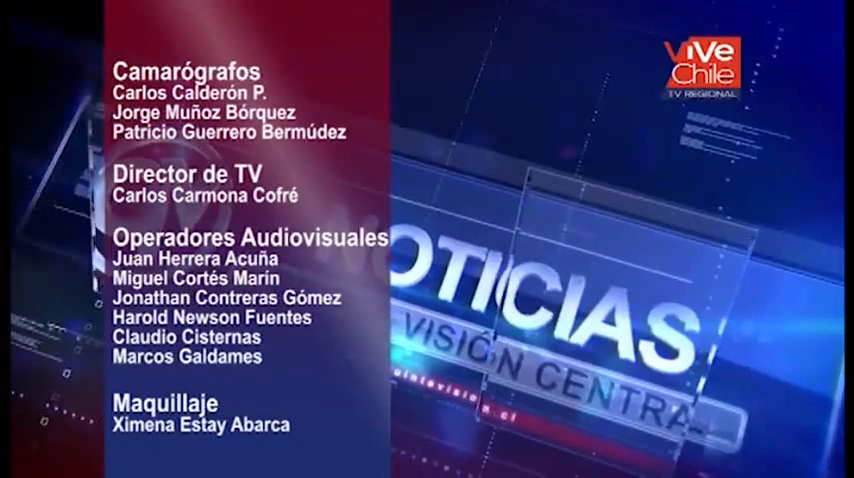 Camarógrafos
Carlos Calderón P.
Jorge Muñoz Bórquez
Patricio Guerrero Bermúdez
Director de TV
Carlos Carmona Cofré
Operadores Audiovisuales
Juan Herrera Acuña
Miguel Cortés Marín
Jonathan Contreras Gómez
Harold Newson Fuentes
Claudio Cisternas
Marcos Galdames
Maquillaje
Ximena Estay Abarca
ViVe
Chile
TV REGIONAL
NOTICIAS
VISIÓN CENTRA